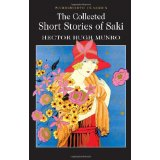 WORDSWORTH CLASSICS
The Collected
Short Stories of Saki
HECTOR HUGH MUNRO